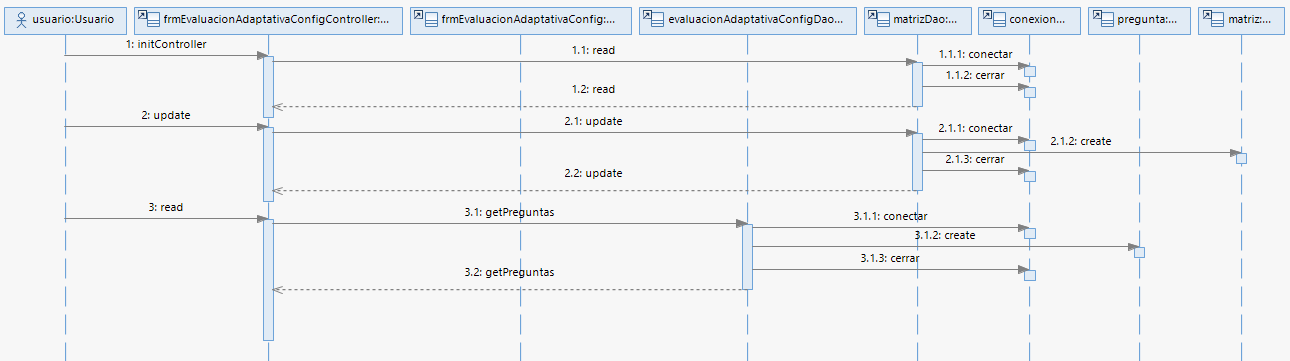 usuario:Usuario
frmEvaluacionAdaptativaConfigController:...
frmEvaluacionAdaptativaConfig:...
evaluacionAdaptativaConfigDao...
matrizDao:...
conexion...
pregunta:...
matriz:...
1: initController
1.1: read
1.1.1: conectar
1.1.2: cerrar
1.2: read
2: update
2.1: update
2.1.1: conectar
2.1.2: create
2.1.3: cerrar
2.2: update
3: read
3.1: getPreguntas
3.1.1: conectar
3.1.2: create
3.1.3: cerrar
3.2: getPreguntas